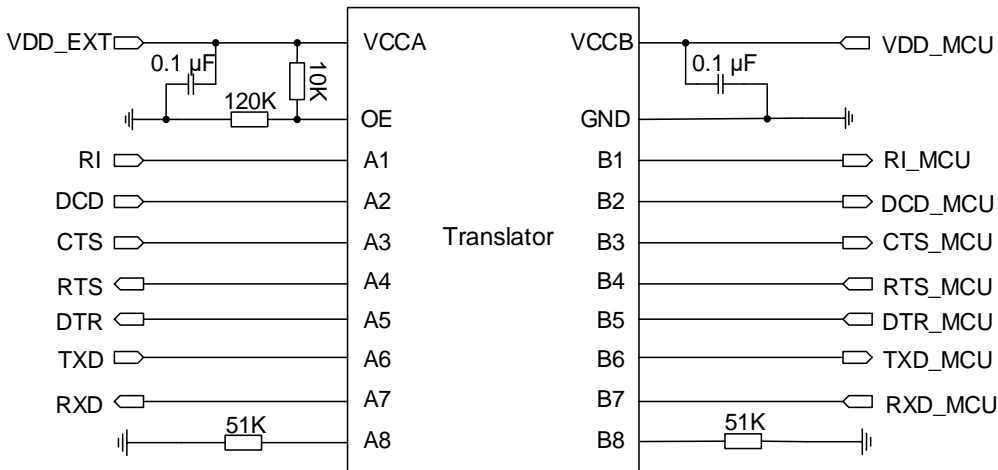 VDD_EXT VCCA VCCB VDD_MCU
0.1 µF 10K 0.1 µF
120K OE GND
RI A1 B1 RI_MCU
DCD A2 B2 DCD_MCU
CTS A3 Translator B3 CTS_MCU
RTS A4 B4 RTS_MCU
DTR A5 B5 DTR_MCU
TXD A6 B6 TXD_MCU
RXD A7 B7 RXD_MCU
51K A8 B8 51K